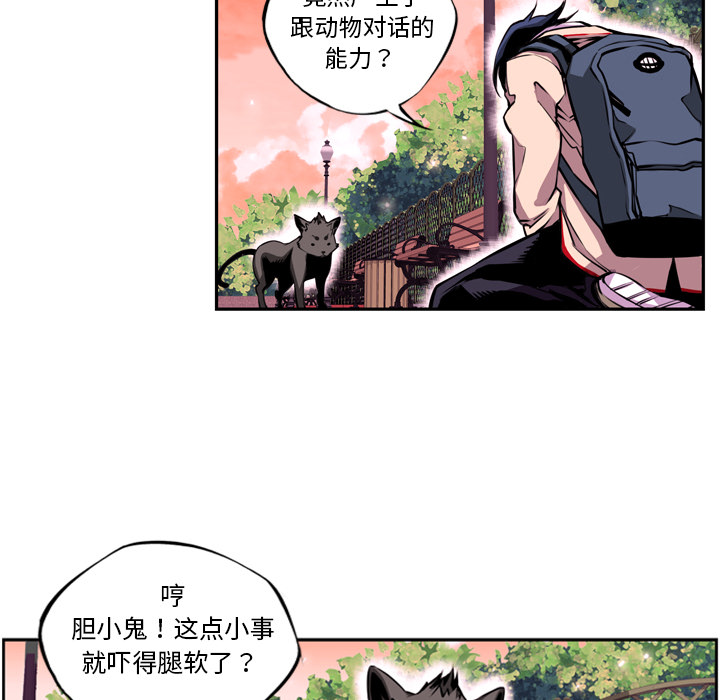 跟动物对话的
能力？
哼
胆小鬼！这点小事
就吓得腿软了？